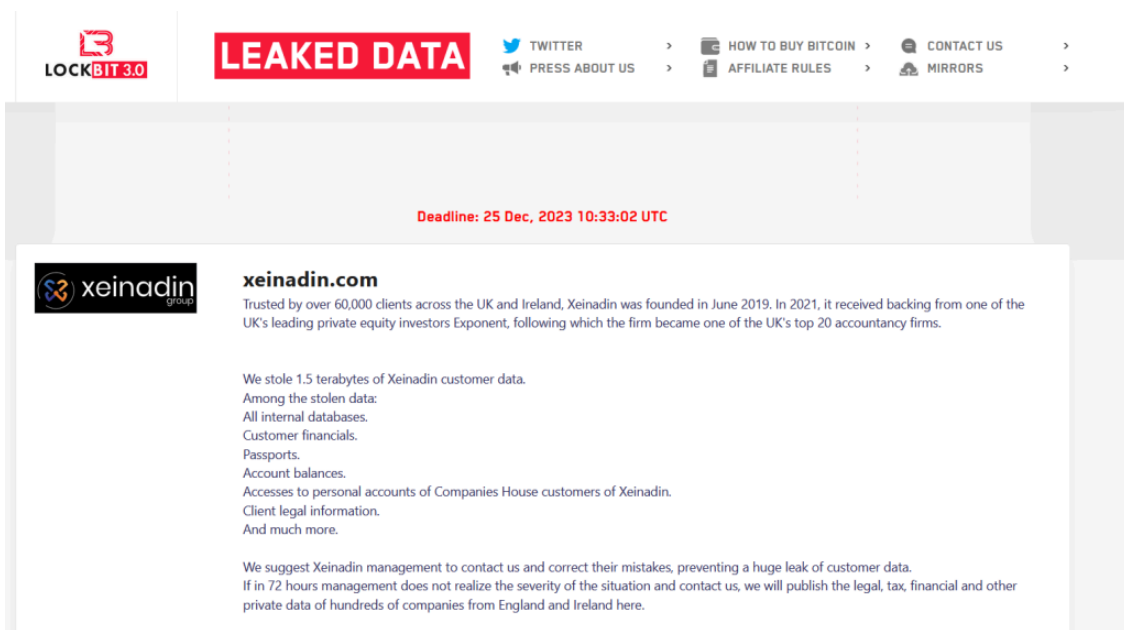 LOCKBIT 3.0
LEAKED DATA
TWITTER >
PRESS ABOUT US >
HOW TO BUY BITCOIN >
AFFILIATE RULES >
CONTACT US >
MIRRORS >
Deadline: 25 Dec, 2023 10:33:02 UTC
xeinadin
group
xeinadin.com
Trusted by over 60,000 clients across the UK and Ireland, Xeinadin was founded in June 2019. In 2021, it received backing from one of the
UK's leading private equity investors Exponent, following which the firm became one of the UK's top 20 accountancy firms.
We stole 1.5 terabytes of Xeinadin customer data.
Among the stolen data:
All internal databases.
Customer financials.
Passports.
Account balances.
Accesses to personal accounts of Companies House customers of Xeinadin.
Client legal information.
And much more.
We suggest Xeinadin management to contact us and correct their mistakes, preventing a huge leak of customer data.
If in 72 hours management does not realize the severity of the situation and contact us, we will publish the legal, tax, financial and other
private data of hundreds of companies from England and Ireland here.